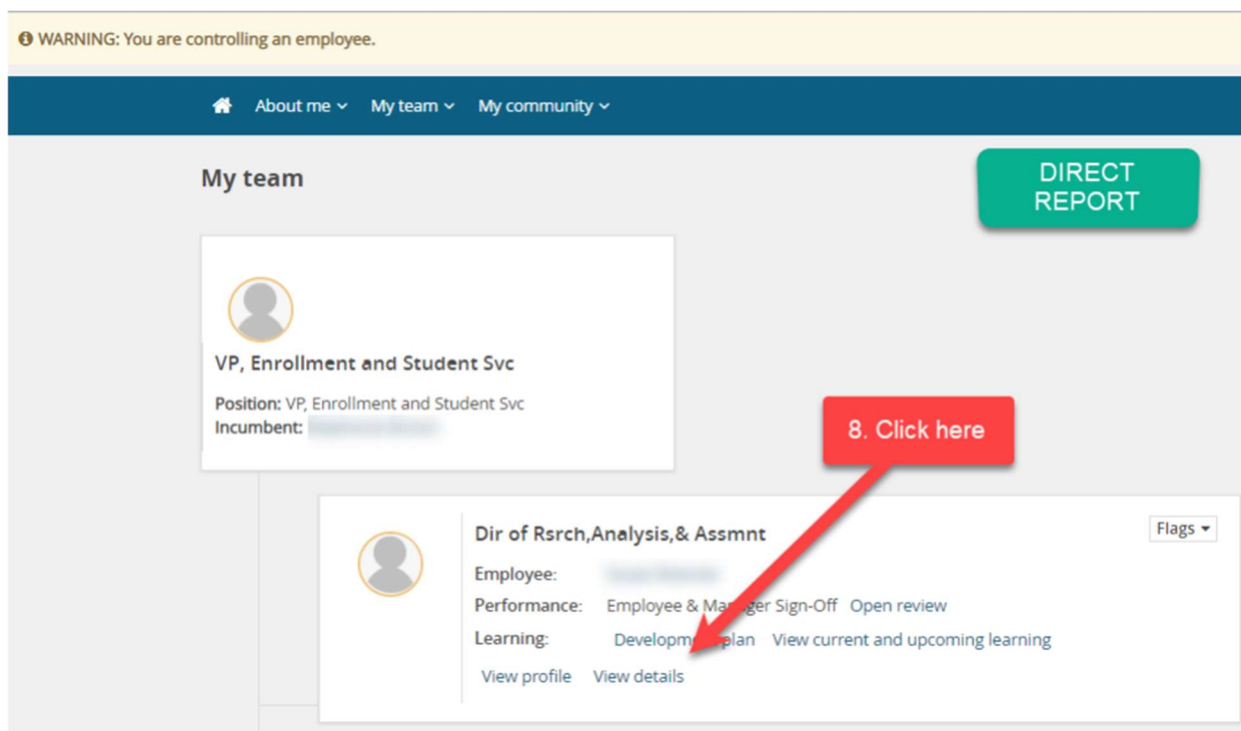 WARNING: You are controlling an employee.
About me My team My community
My team
DIRECT
REPORT
VP, Enrollment and Student Svc
Position: VP, Enrollment and Student Svc
Incumbent:
8. Click here
Dir of Rsrch,Analysis,& Assmnt
Flags
Employee:
Performance: Employee & Manager Sign-Off Open review
Learning: Development plan View current and upcoming learning
View profile View details